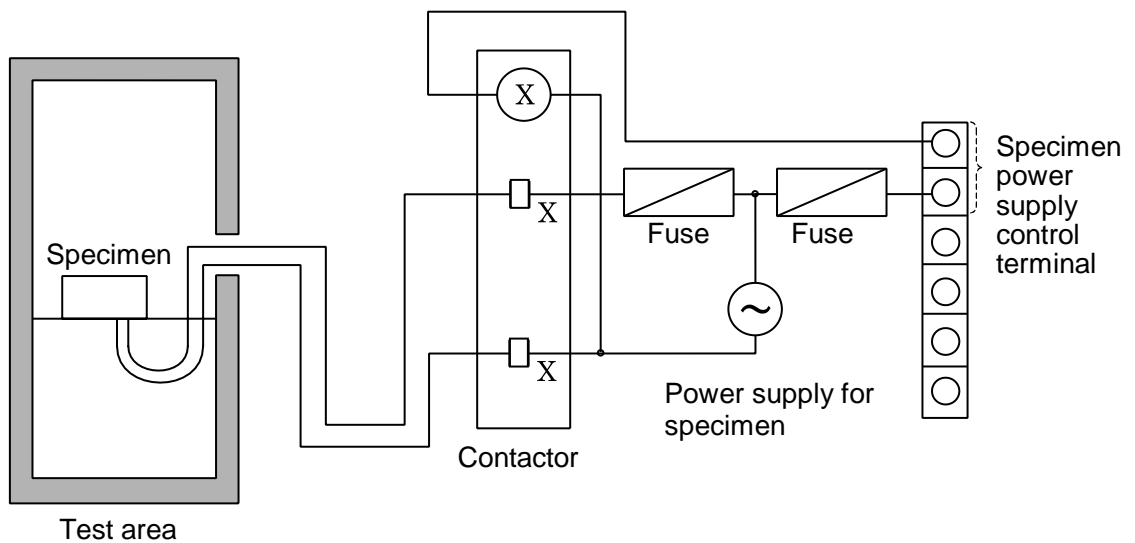 X
Specimen
power
supply
control
terminal
X
Fuse
Fuse
Specimen
X
Power supply for
specimen
Contactor
Test area